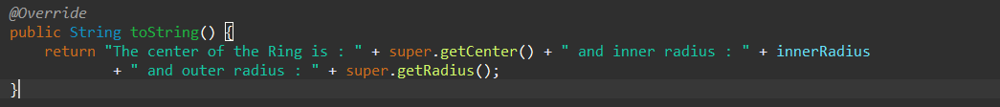 @Override
public String toString() {
    return "The center of the Ring is : " + super.getCenter() + " and inner radius : " + innerRadius
            + " and outer radius : " + super.getRadius();
}